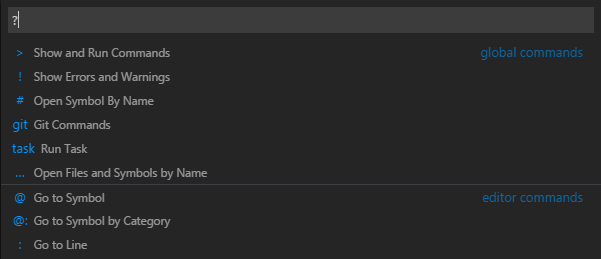 ?
> Show and Run Commands global commands
! Show Errors and Warnings
# Open Symbol By Name
git Git Commands
task Run Task
... Open Files and Symbols by Name
@ Go to Symbol editor commands
@: Go to Symbol by Category
: Go to Line